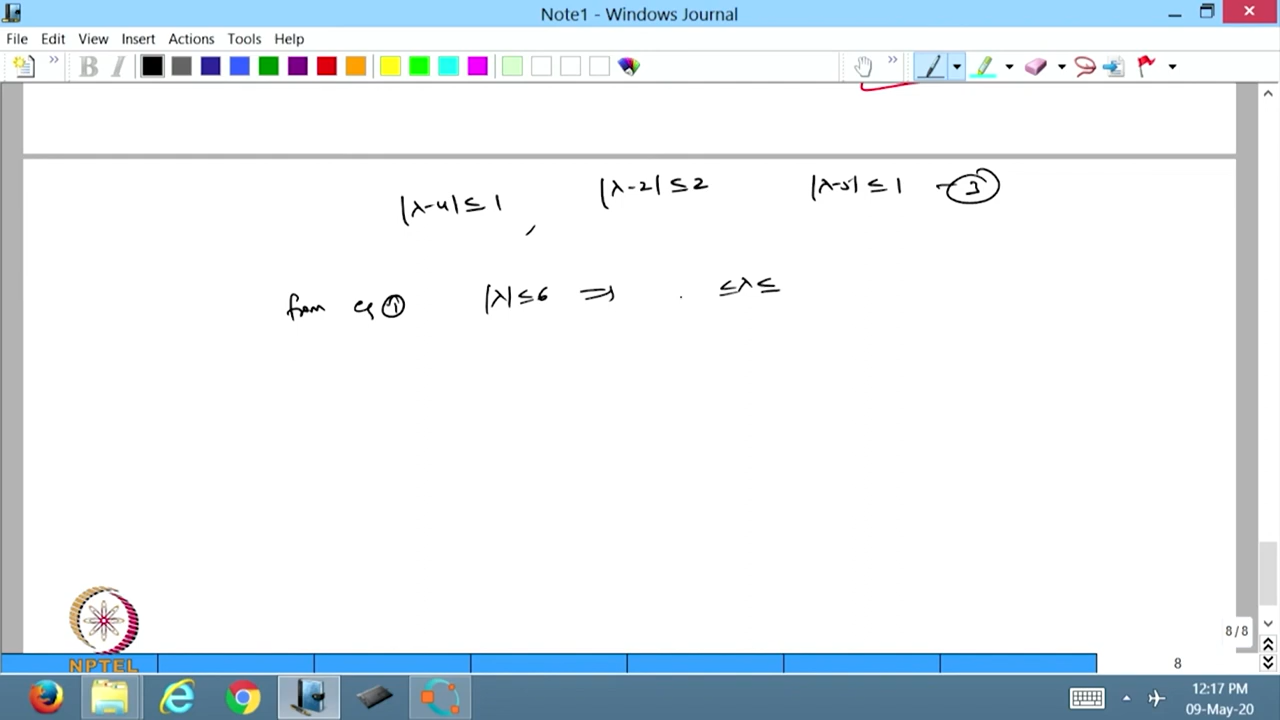 Note1 - Windows Journal
File Edit View Insert Actions Tools Help
B I
|λ-4| ≤ 1 , |λ-2| ≤ 2 |λ-5| ≤ 1 - ③
from eq ① |λ| ≤ 6 ⇒ ≤ λ ≤
8 / 8
NPTEL
8
12:17 PM
09-May-20